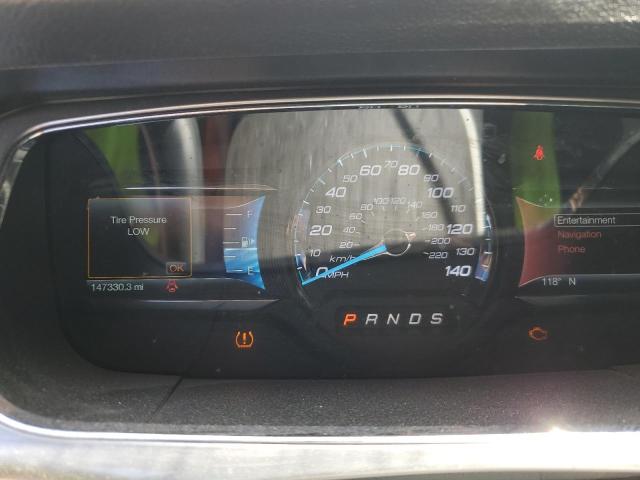 Tire Pressure
LOW
OK
147330.3 mi
F
E
0 10 20 30 40 50 60 70 80 90 100 110 120 130 140
MPH
20 40 60 80 100 120 140 160 180 200 220
km/h
P R N D S
Entertainment
Navigation
Phone
118° N